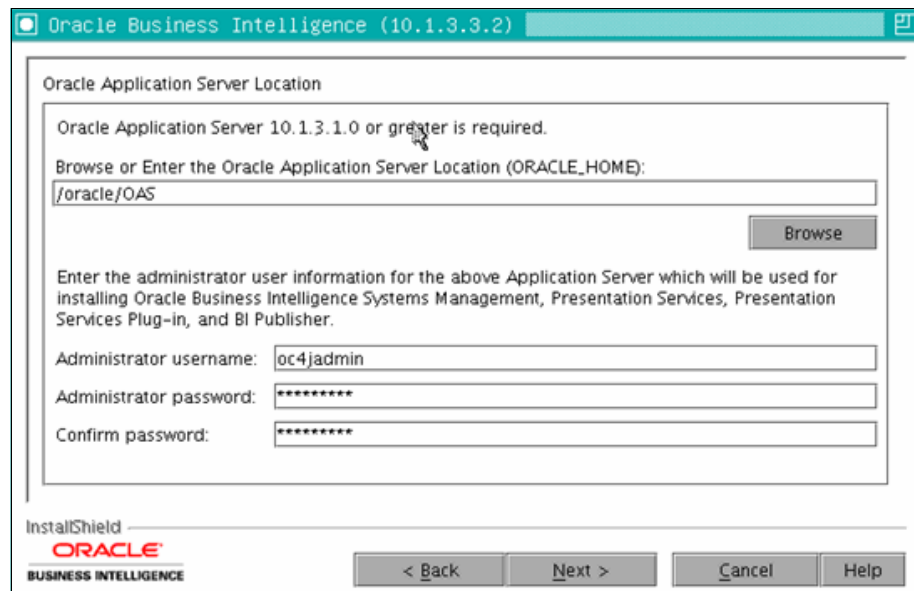 Oracle Business Intelligence (10.1.3.3.2)
Oracle Application Server Location
Oracle Application Server 10.1.3.1.0 or greater is required.
Browse or Enter the Oracle Application Server Location (ORACLE_HOME):
/oracle/OAS
Browse
Enter the administrator user information for the above Application Server which will be used for
installing Oracle Business Intelligence Systems Management, Presentation Services, Presentation
Services Plug-in, and BI Publisher.
Administrator username: oc4jadmin
Administrator password: *********
Confirm password: *********
InstallShield
ORACLE
BUSINESS INTELLIGENCE
< Back Next > Cancel Help